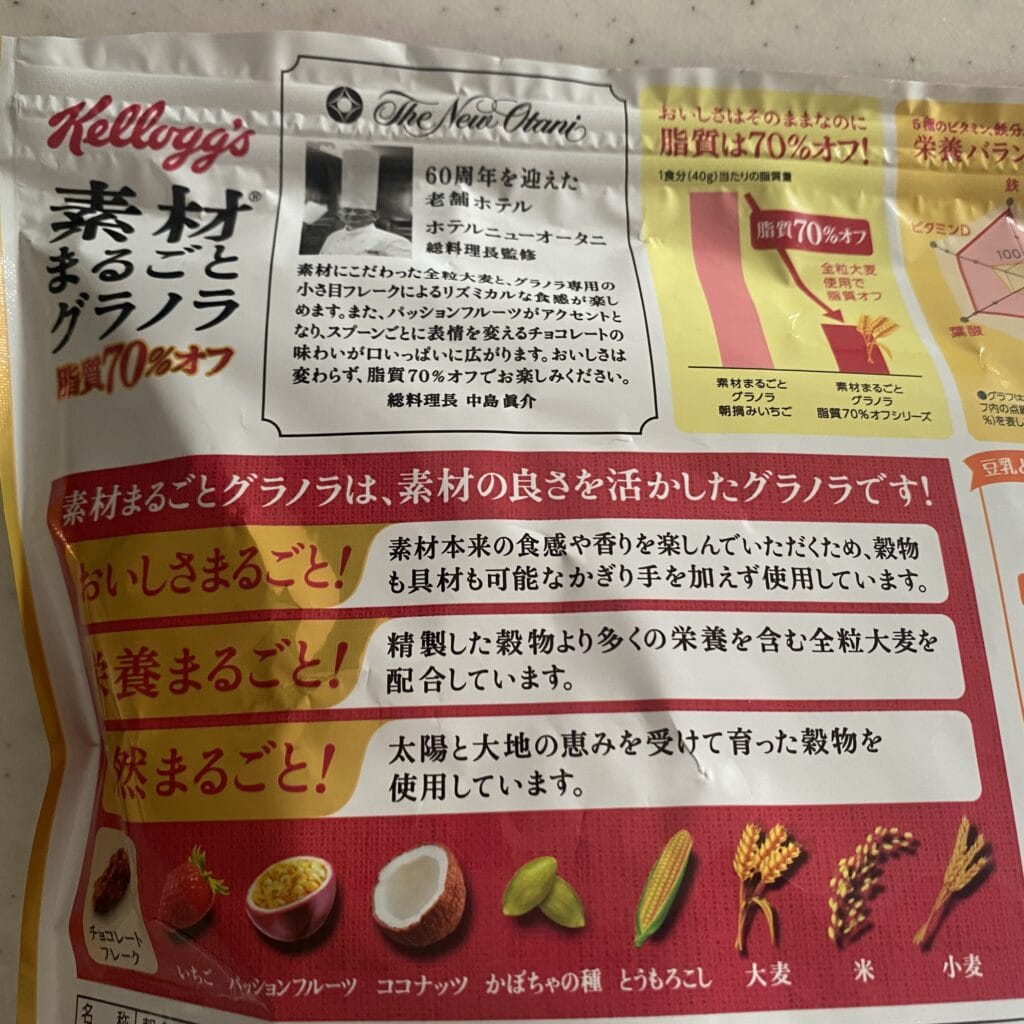 Kellogg's
素材®
まるごと
グラノラ
脂質70%オフ
The New Otani
60周年を迎えた
老舗ホテル
ホテルニューオータニ
総料理長監修
素材にこだわった全粒大麦と、グラノラ専用の
小さ目フレークによるリズミカルな食感が楽し
めます。また、パッションフルーツがアクセントと
なり、スプーンごとに表情を変えるチョコレートの
味わいが口いっぱいに広がります。おいしさは
変わらず、脂質70%オフでお楽しみください。
総料理長 中島眞介
おいしさはそのままなのに
脂質は70%オフ!
1食分(40g)当たりの脂質量
脂質70%オフ
全粒大麦
使用で
脂質オフ
素材まるごと
グラノラ
朝摘みいちご
素材まるごと
グラノラ
脂質70%オフシリーズ
5種のビタミン、鉄分
栄養バラン
鉄
ビタミンD
100
葉酸
●グラフは
フ内の点線
%)を表し
豆乳
素材まるごとグラノラは、素材の良さを活かしたグラノラです!
おいしさまるごと!
素材本来の食感や香りを楽しんでいただくため、穀物
も具材も可能なかぎり手を加えず使用しています。
栄養まるごと!
精製した穀物より多くの栄養を含む全粒大麦を
配合しています。
然まるごと!
太陽と大地の恵みを受けて育った穀物を
使用しています。
チョコレート
フレーク
いちご
パッションフルーツ
ココナッツ
かぼちゃの種
とうもろこし
大麦
米
小麦
名 称